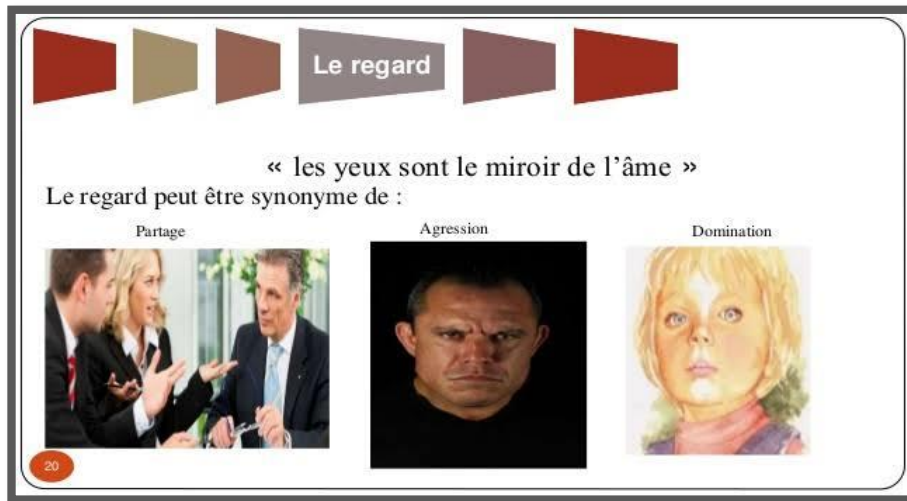 Le regard
« les yeux sont le miroir de l’âme »
Le regard peut être synonyme de :
Partage
Agression
Domination
20